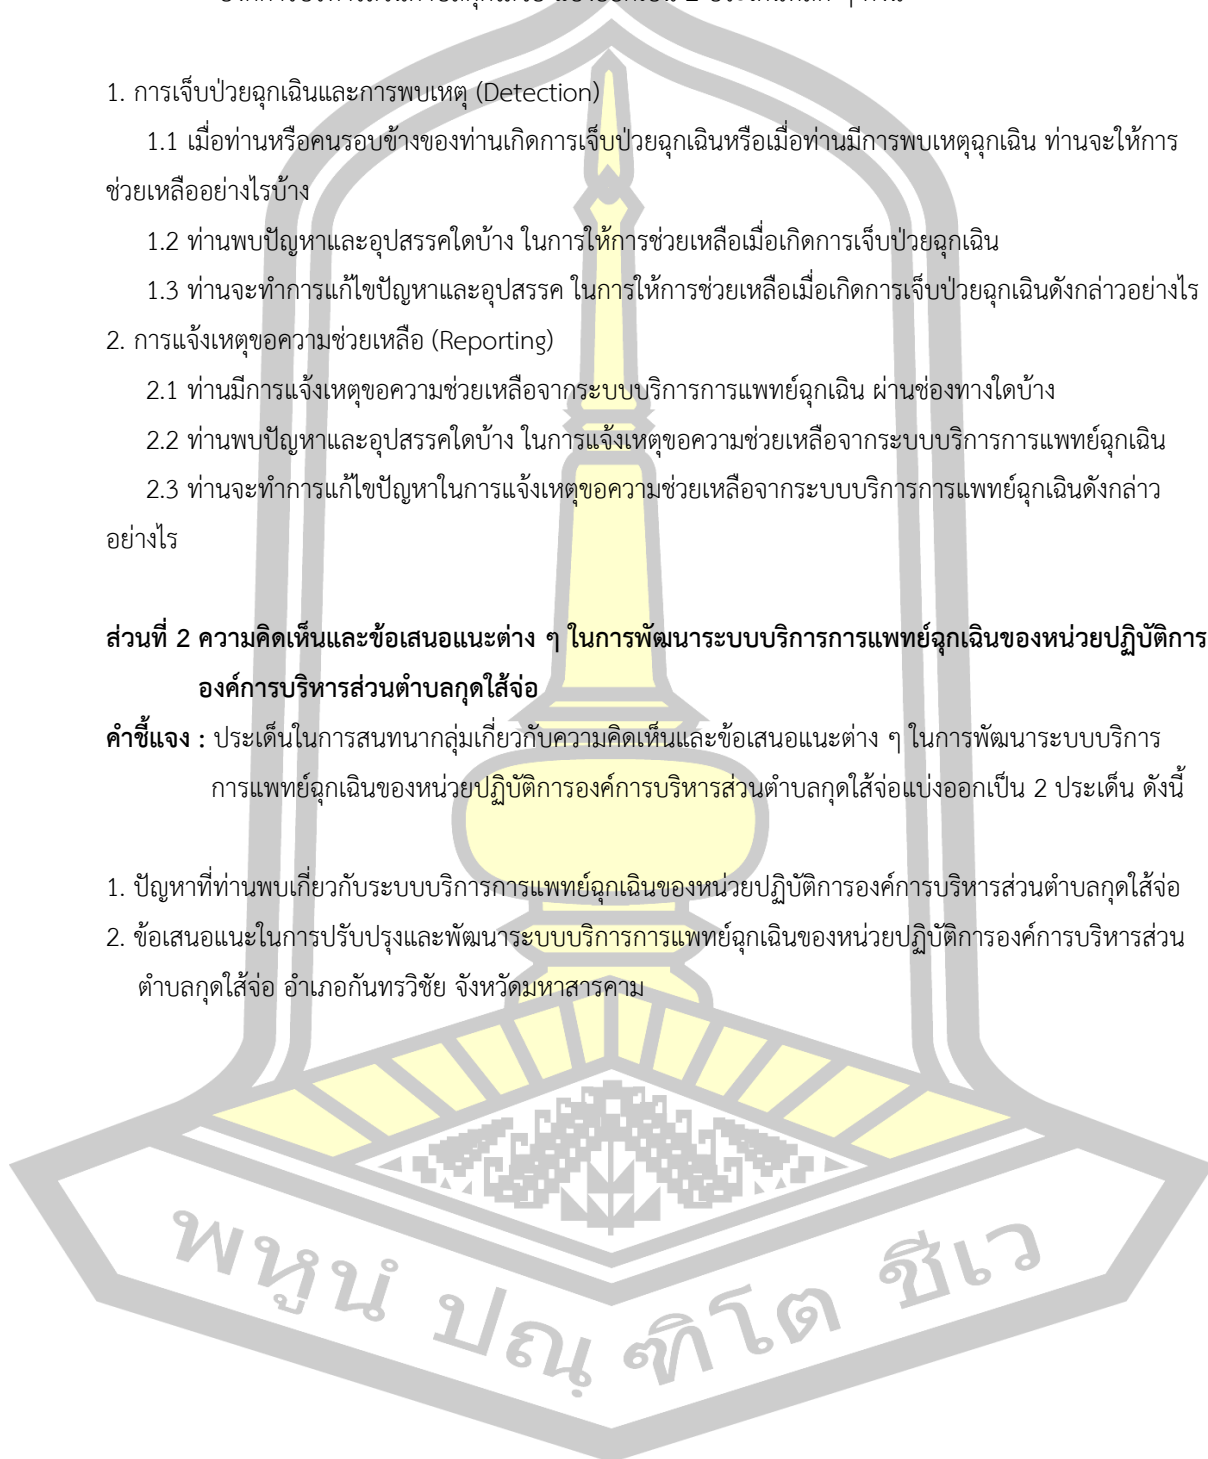 1. การเจ็บป่วยฉุกเฉินและการพบเหตุ (Detection)
1.1 เมื่อท่านหรือคนรอบข้างของท่านเกิดการเจ็บป่วยฉุกเฉินหรือเมื่อท่านมีการพบเหตุฉุกเฉิน ท่านจะให้การ
ช่วยเหลืออย่างไรบ้าง
1.2 ท่านพบปัญหาและอุปสรรคใดบ้าง ในการให้การช่วยเหลือเมื่อเกิดการเจ็บป่วยฉุกเฉิน
1.3 ท่านจะทำการแก้ไขปัญหาและอุปสรรค ในการให้การช่วยเหลือเมื่อเกิดการเจ็บป่วยฉุกเฉินดังกล่าวอย่างไร
2. การแจ้งเหตุขอความช่วยเหลือ (Reporting)
2.1 ท่านมีการแจ้งเหตุขอความช่วยเหลือจากระบบบริการการแพทย์ฉุกเฉิน ผ่านช่องทางใดบ้าง
2.2 ท่านพบปัญหาและอุปสรรคใดบ้าง ในการแจ้งเหตุขอความช่วยเหลือจากระบบบริการการแพทย์ฉุกเฉิน
2.3 ท่านจะทำการแก้ไขปัญหาในการแจ้งเหตุขอความช่วยเหลือจากระบบบริการการแพทย์ฉุกเฉินดังกล่าว
อย่างไร
ส่วนที่ 2 ความคิดเห็นและข้อเสนอแนะต่าง ๆ ในการพัฒนาระบบบริการการแพทย์ฉุกเฉินของหน่วยปฏิบัติการ
องค์การบริหารส่วนตำบลกุดใส้จ่อ
คำชี้แจง : ประเด็นในการสนทนากลุ่มเกี่ยวกับความคิดเห็นและข้อเสนอแนะต่าง ๆ ในการพัฒนาระบบบริการ
การแพทย์ฉุกเฉินของหน่วยปฏิบัติการองค์การบริหารส่วนตำบลกุดใส้จ่อแบ่งออกเป็น 2 ประเด็น ดังนี้
1. ปัญหาที่ท่านพบเกี่ยวกับระบบบริการการแพทย์ฉุกเฉินของหน่วยปฏิบัติการองค์การบริหารส่วนตำบลกุดใส้จ่อ
2. ข้อเสนอแนะในการปรับปรุงและพัฒนาระบบบริการการแพทย์ฉุกเฉินของหน่วยปฏิบัติการองค์การบริหารส่วน
ตำบลกุดใส้จ่อ อำเภอกันทรวิชัย จังหวัดมหาสารคาม
พหูนํ ปณฺฑิโต ชีเว